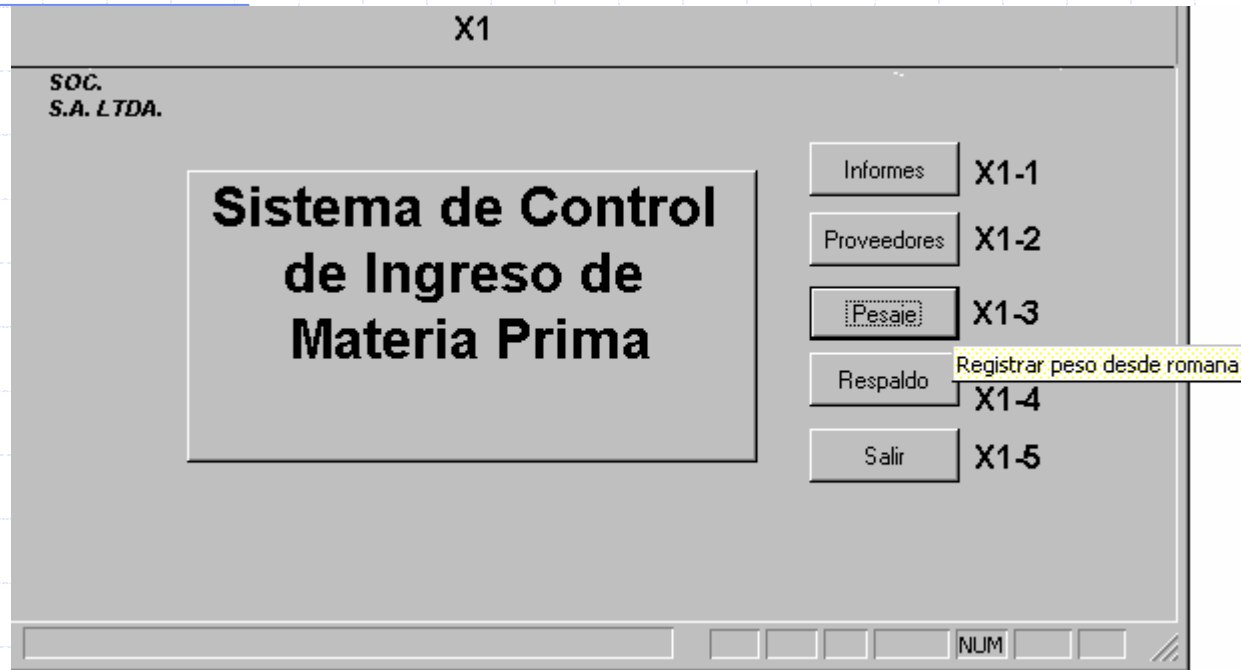 X1
SOC.
S.A. LTDA.
Sistema de Control
de Ingreso de
Materia Prima
Informes X1-1
Proveedores X1-2
Pesaje X1-3
Registrar peso desde romana
Respaldo X1-4
Salir X1-5
NUM